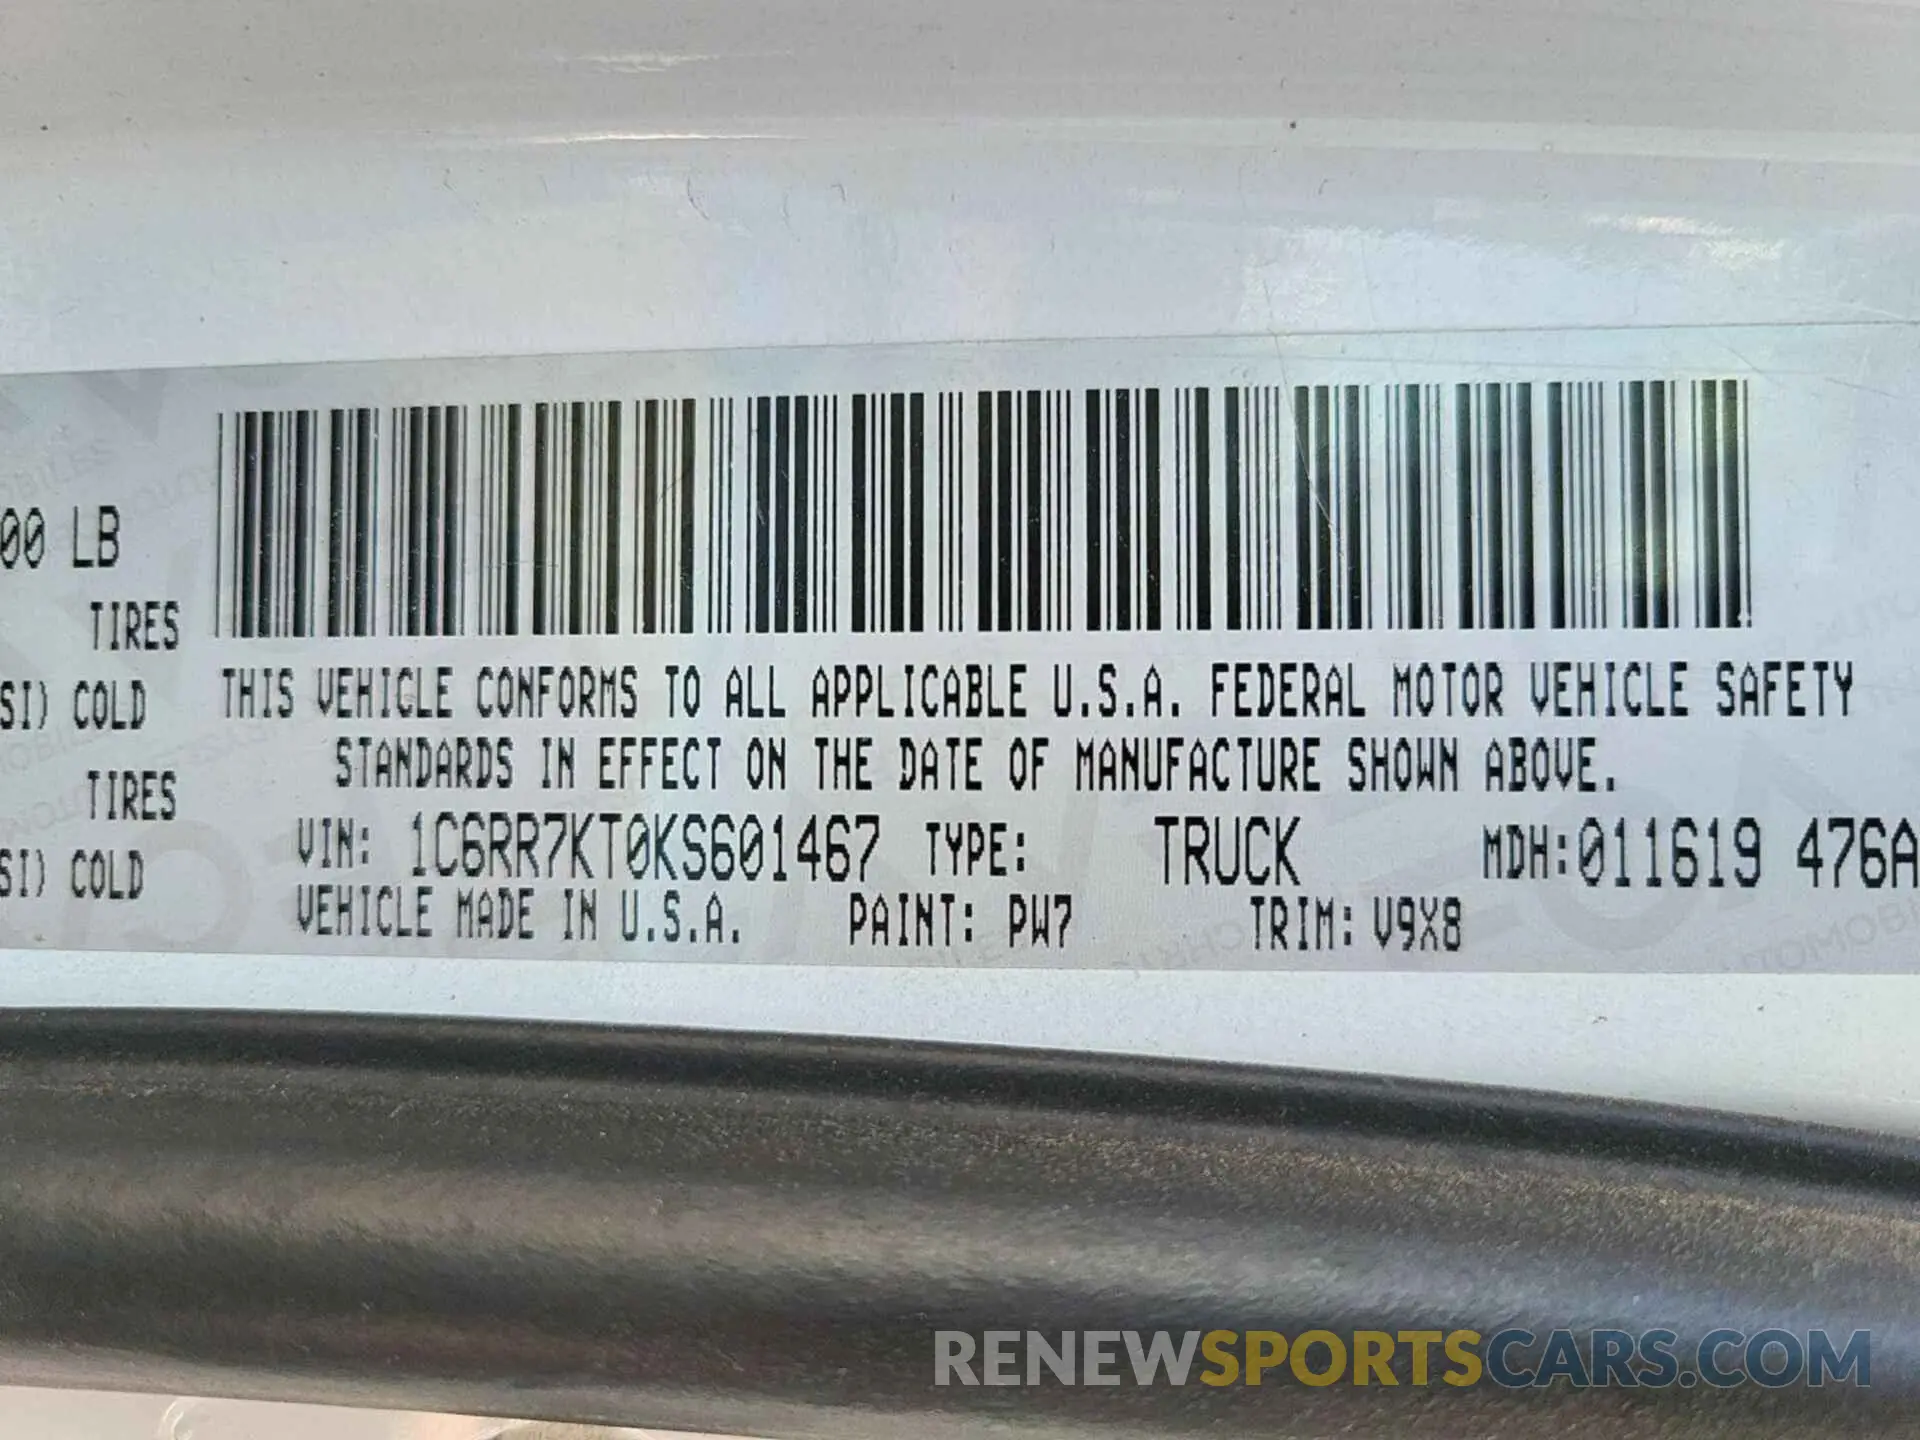 00 LB
TIRES
SI) COLD
TIRES
SI) COLD
THIS VEHICLE CONFORMS TO ALL APPLICABLE U.S.A. FEDERAL MOTOR VEHICLE SAFETY
STANDARDS IN EFFECT ON THE DATE OF MANUFACTURE SHOWN ABOVE.
VIN: 1C6RR7KT0KS601467 TYPE: TRUCK MDH:011619 476A
VEHICLE MADE IN U.S.A. PAINT: PW7 TRIM: V9X8
RENEWSPORTSCARS.COM